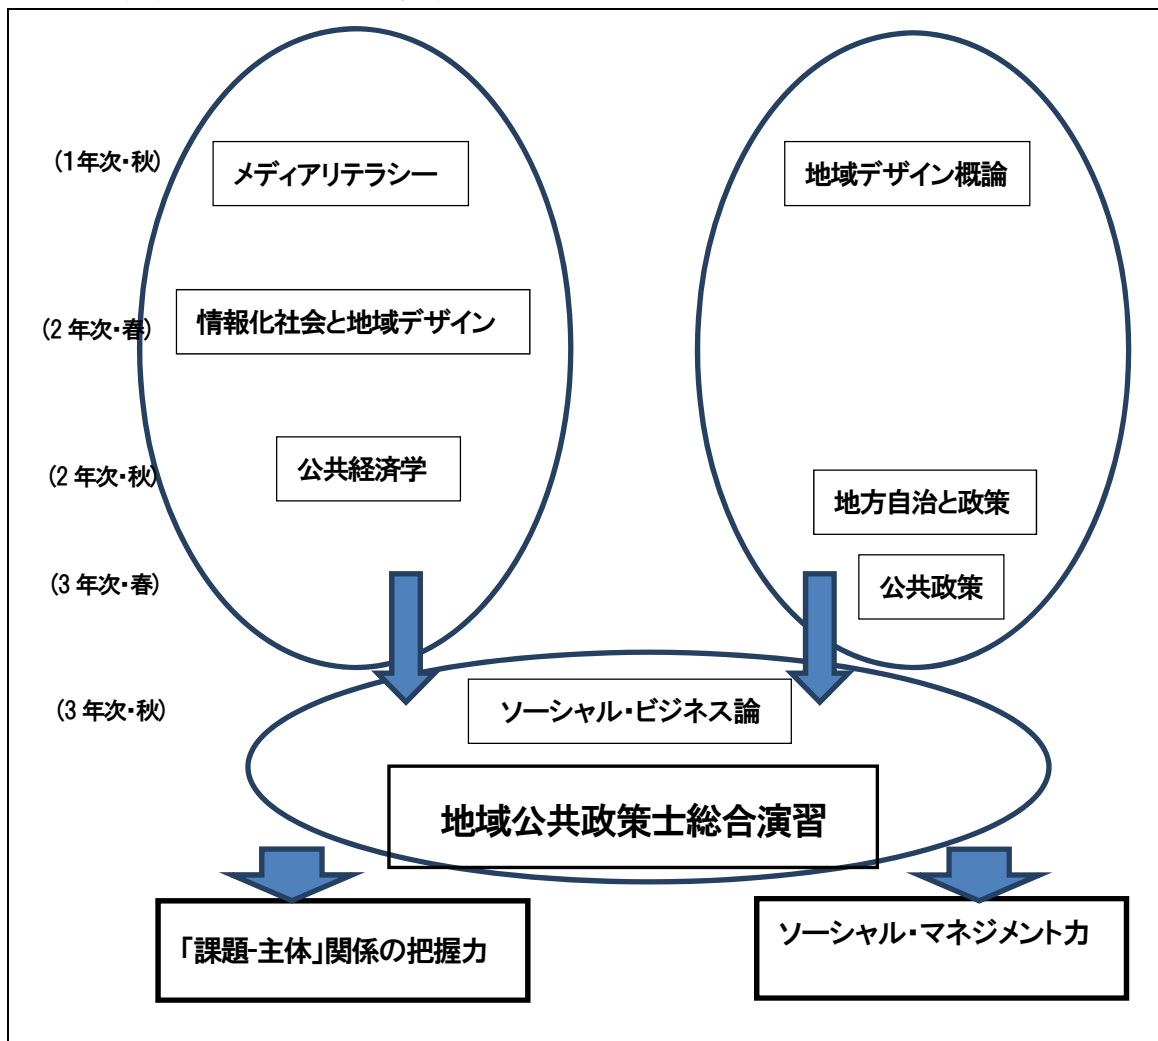 (1年次・秋)
メディアリテラシー
地域デザイン概論
(2年次・春)
情報化社会と地域デザイン
(2年次・秋)
公共経済学
地方自治と政策
(3年次・春)
公共政策
(3年次・秋)
ソーシャル・ビジネス論
地域公共政策士総合演習
「課題-主体」関係の把握力
ソーシャル・マネジメント力